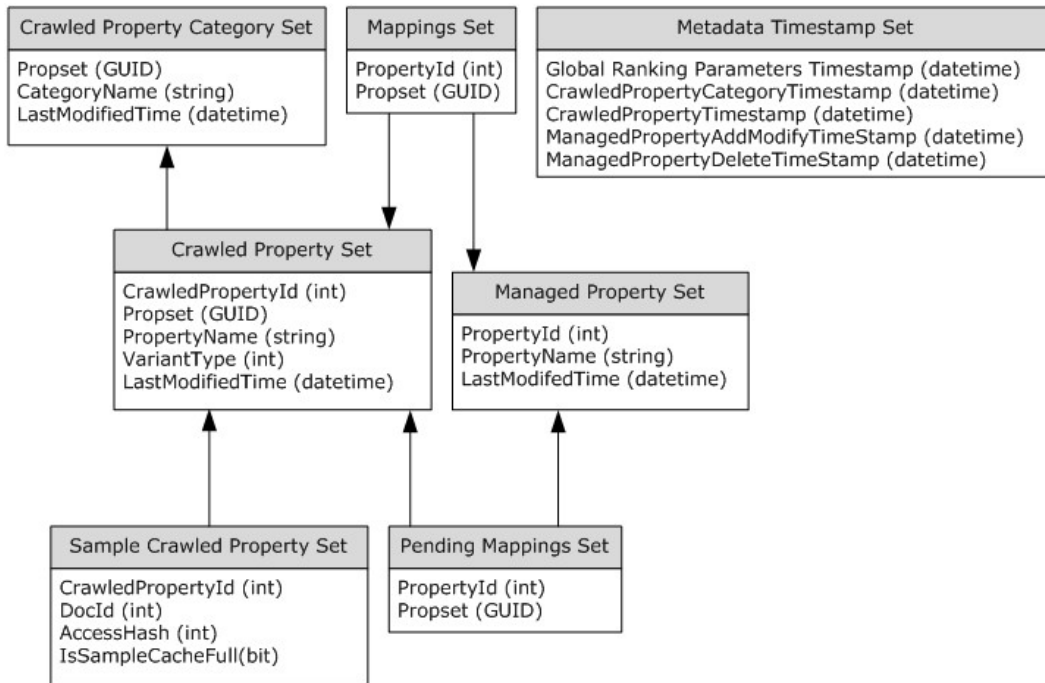 Crawled Property Category Set
Propset (GUID)
CategoryName (string)
LastModifiedTime (datetime)
Mappings Set
PropertyId (int)
Propset (GUID)
Metadata Timestamp Set
Global Ranking Parameters Timestamp (datetime)
CrawledPropertyCategoryTimestamp (datetime)
CrawledPropertyTimestamp (datetime)
ManagedPropertyAddModifyTimeStamp (datetime)
ManagedPropertyDeleteTimeStamp (datetime)
Crawled Property Set
CrawledPropertyId (int)
Propset (GUID)
PropertyName (string)
VariantType (int)
LastModifiedTime (datetime)
Managed Property Set
PropertyId (int)
PropertyName (string)
LastModifedTime (datetime)
Sample Crawled Property Set
CrawledPropertyId (int)
DocId (int)
AccessHash (int)
IsSampleCacheFull(bit)
Pending Mappings Set
PropertyId (int)
Propset (GUID)